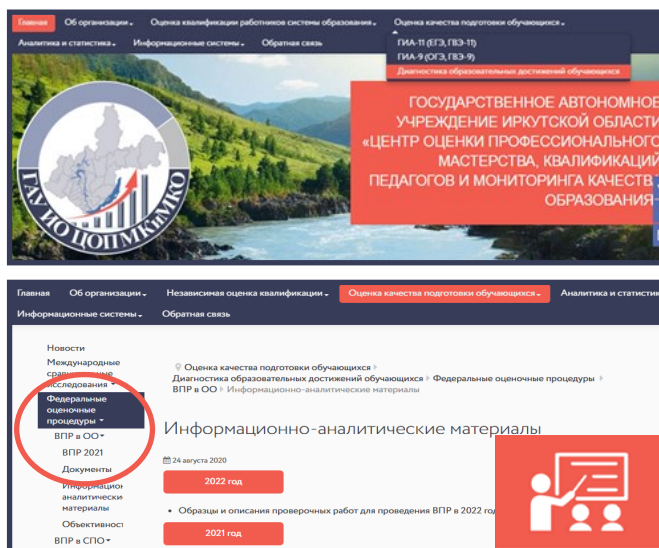 Главная Об организации Оценка квалификации работников системы образования Оценка качества подготовки обучающихся
Аналитика и статистика Информационные системы Обратная связь
ГИА-11 (ЕГЭ, ГВЭ-11)
ГИА-9 (ОГЭ, ГВЭ-9)
Диагностика образовательных достижений обучающихся
ГОСУДАРСТВЕННОЕ АВТОНОМНОЕ
УЧРЕЖДЕНИЕ ИРКУТСКОЙ ОБЛАСТИ
«ЦЕНТР ОЦЕНКИ ПРОФЕССИОНАЛЬНОГО
МАСТЕРСТВА, КВАЛИФИКАЦИЙ
ПЕДАГОГОВ И МОНИТОРИНГА КАЧЕСТВ
ОБРАЗОВАНИЯ
ГАУ ИО ЦОПМКиМКО
Главная Об организации Независимая оценка квалификации Оценка качества подготовки обучающихся Аналитика и статистик
Информационные системы Обратная связь
Новости
Международные
сравнительные
исследования
Федеральные
оценочные
процедуры
ВПР в ОО
ВПР 2021
Документы
Информацион
аналитически
материалы
Объективност
ВПР в СПО
Оценка качества подготовки обучающихся
Диагностика образовательных достижений обучающихся Федеральные оценочные процедуры
ВПР в ОО Информационно-аналитические материалы
Информационно-аналитические материалы
24 августа 2020
2022 год
• Образцы и описания проверочных работ для проведения ВПР в 2022 год
2021 год